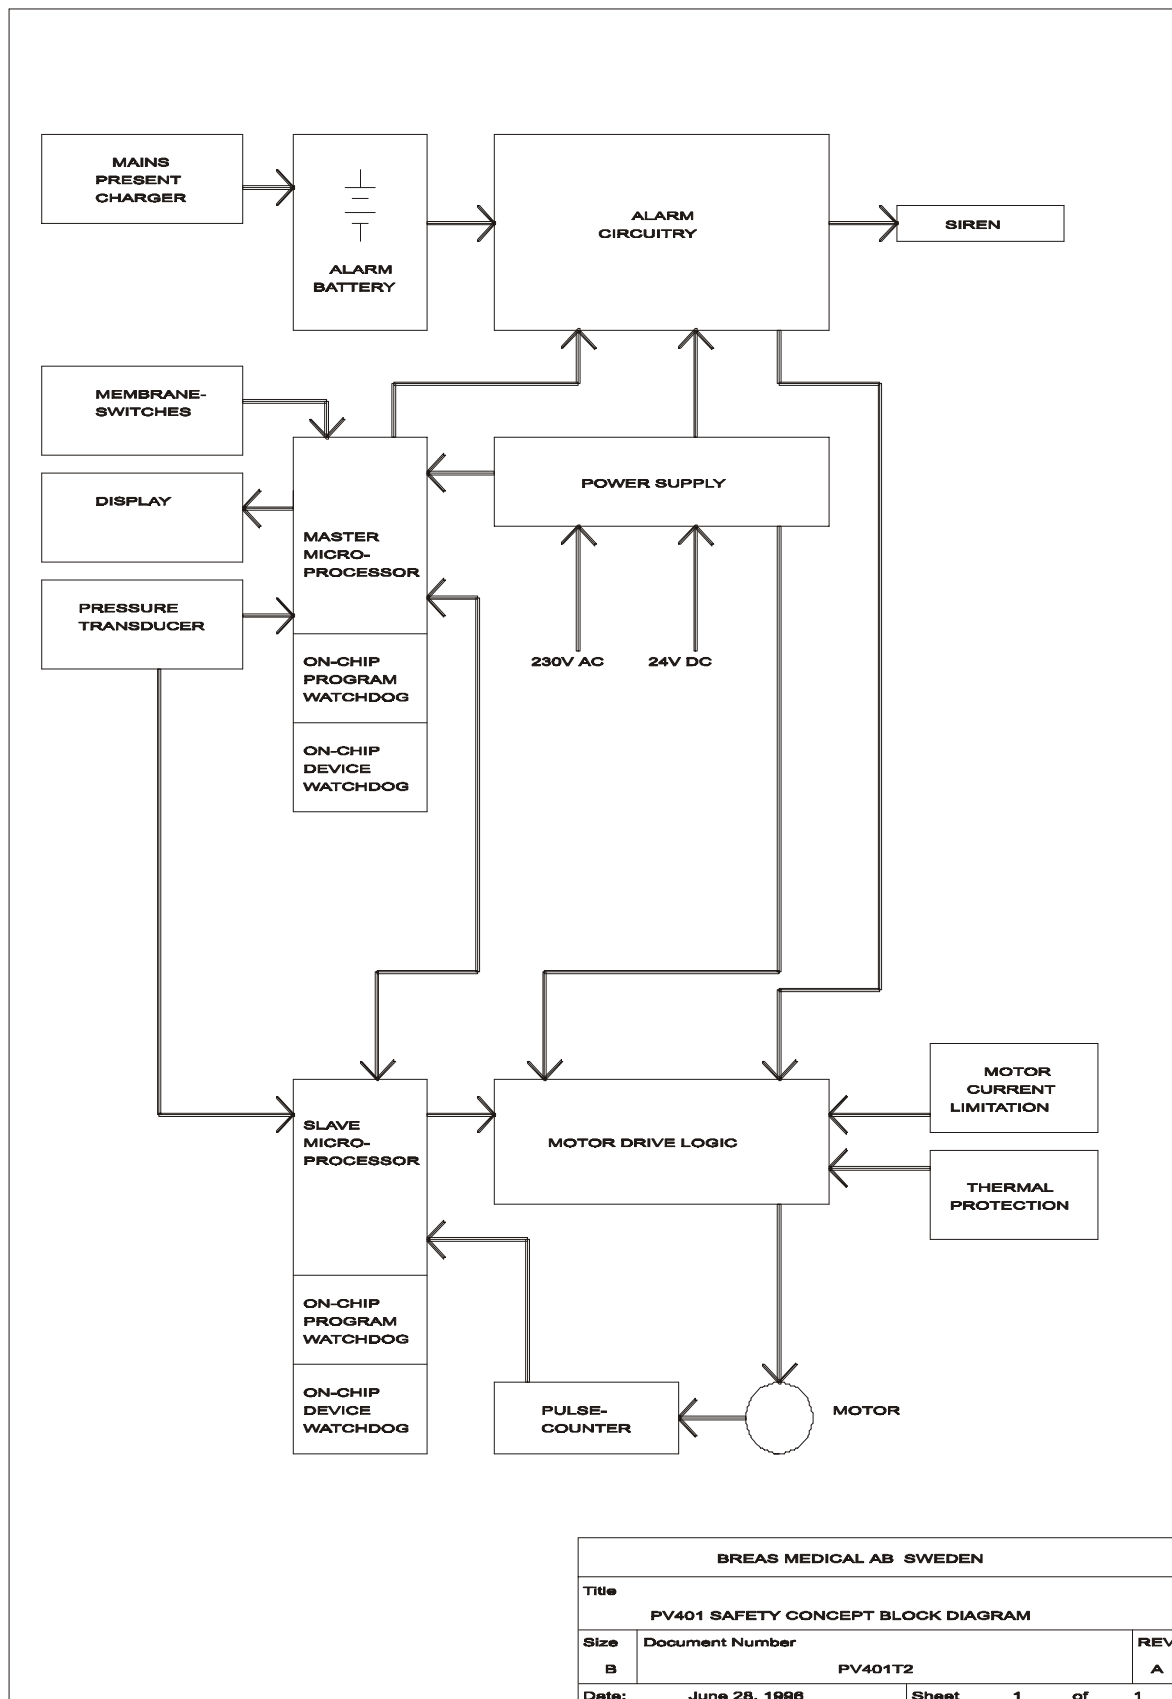 MAINS
PRESENT
CHARGER
ALARM
BATTERY
ALARM
CIRCUITRY
SIREN
MEMBRANE-
SWITCHES
DISPLAY
PRESSURE
TRANSDUCER
MASTER
MICRO-
PROCESSOR
ON-CHIP
PROGRAM
WATCHDOG
ON-CHIP
DEVICE
WATCHDOG
POWER SUPPLY
230V AC
24V DC
SLAVE
MICRO-
PROCESSOR
ON-CHIP
PROGRAM
WATCHDOG
ON-CHIP
DEVICE
WATCHDOG
MOTOR DRIVE LOGIC
MOTOR
CURRENT
LIMITATION
THERMAL
PROTECTION
PULSE-
COUNTER
MOTOR
BREAS MEDICAL AB SWEDEN
Title
PV401 SAFETY CONCEPT BLOCK DIAGRAM
Size Document Number REV
B PV401T2 A
Date: June 28, 1996 Sheet 1 of 1